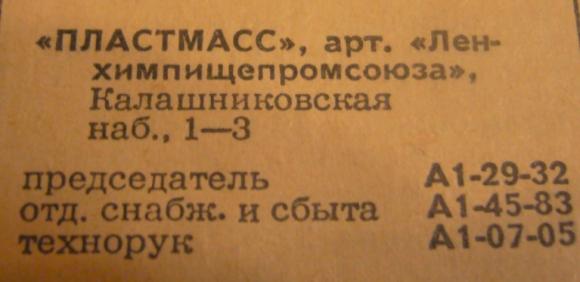 «ПЛАСТМАСС», арт. «Лен-
химпищепромсоюза»,
Калашниковская
наб., 1—3
председатель А1-29-32
отд. снабж. и сбыта А1-45-83
технорук А1-07-05